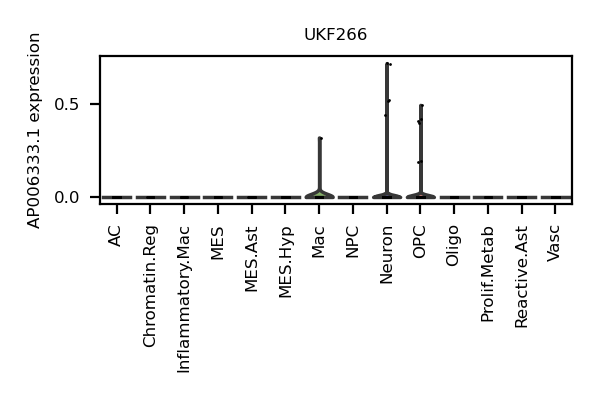 UKF266
AP006333.1 expression
0.5
0.0
AC
Chromatin.Reg
Inflammatory.Mac
MES
MES.Ast
MES.Hyp
Mac
NPC
Neuron
OPC
Oligo
Prolif.Metab
Reactive.Ast
Vasc